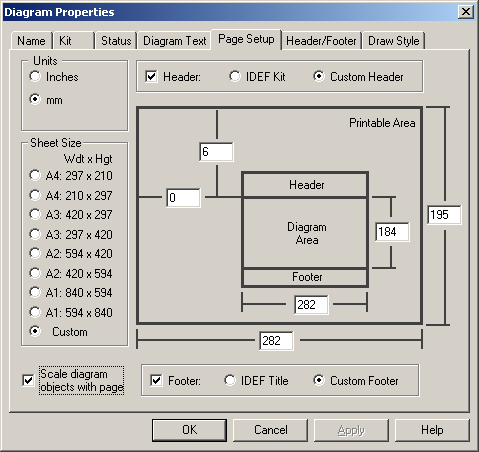 Diagram Properties
Name Kit Status Diagram Text Page Setup Header/Footer Draw Style
Units
Inches
mm
Header: IDEF Kit Custom Header
Sheet Size
Wdt x Hgt
A4: 297 x 210
A4: 210 x 297
A3: 420 x 297
A3: 297 x 420
A2: 594 x 420
A2: 420 x 594
A1: 840 x 594
A1: 594 x 840
Custom
Printable Area
6
0
Header
Diagram
Area
Footer
184
195
282
282
Scale diagram
objects with page
Footer: IDEF Title Custom Footer
OK Cancel Apply Help